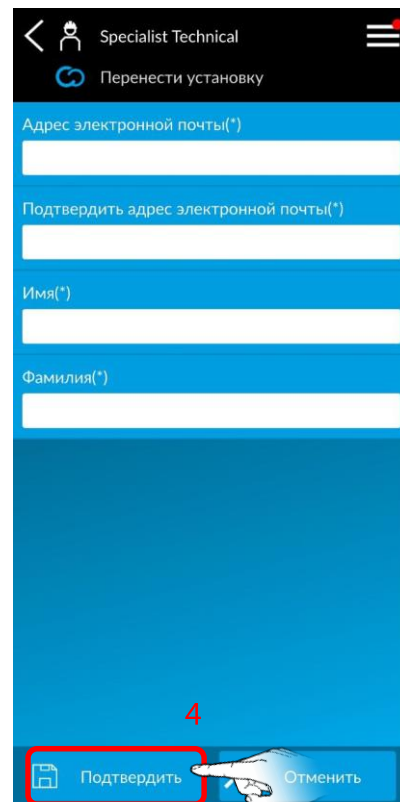 Specialist Technical
Перенести установку
Адрес электронной почты(*)
Подтвердить адрес электронной почты(*)
Имя(*)
Фамилия(*)
4
Подтвердить
Отменить